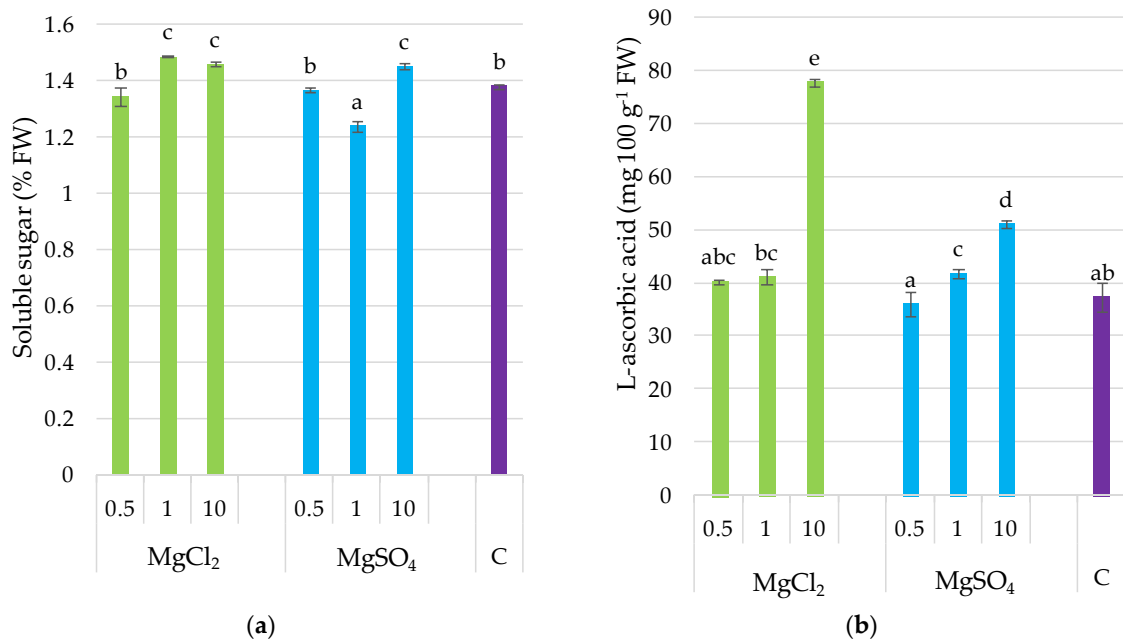 Soluble sugar (% FW)
1.6
1.4
1.2
1
0.8
0.6
0.4
0.2
0
b
c
c
b
a
c
b
0.5 1 10 0.5 1 10
MgCl₂ MgSO₄ C
(a)
L-ascorbic acid (mg 100 g⁻¹ FW)
90
80
70
60
50
40
30
20
10
0
abc
bc
e
a
c
d
ab
0.5 1 10 0.5 1 10
MgCl₂ MgSO₄ C
(b)